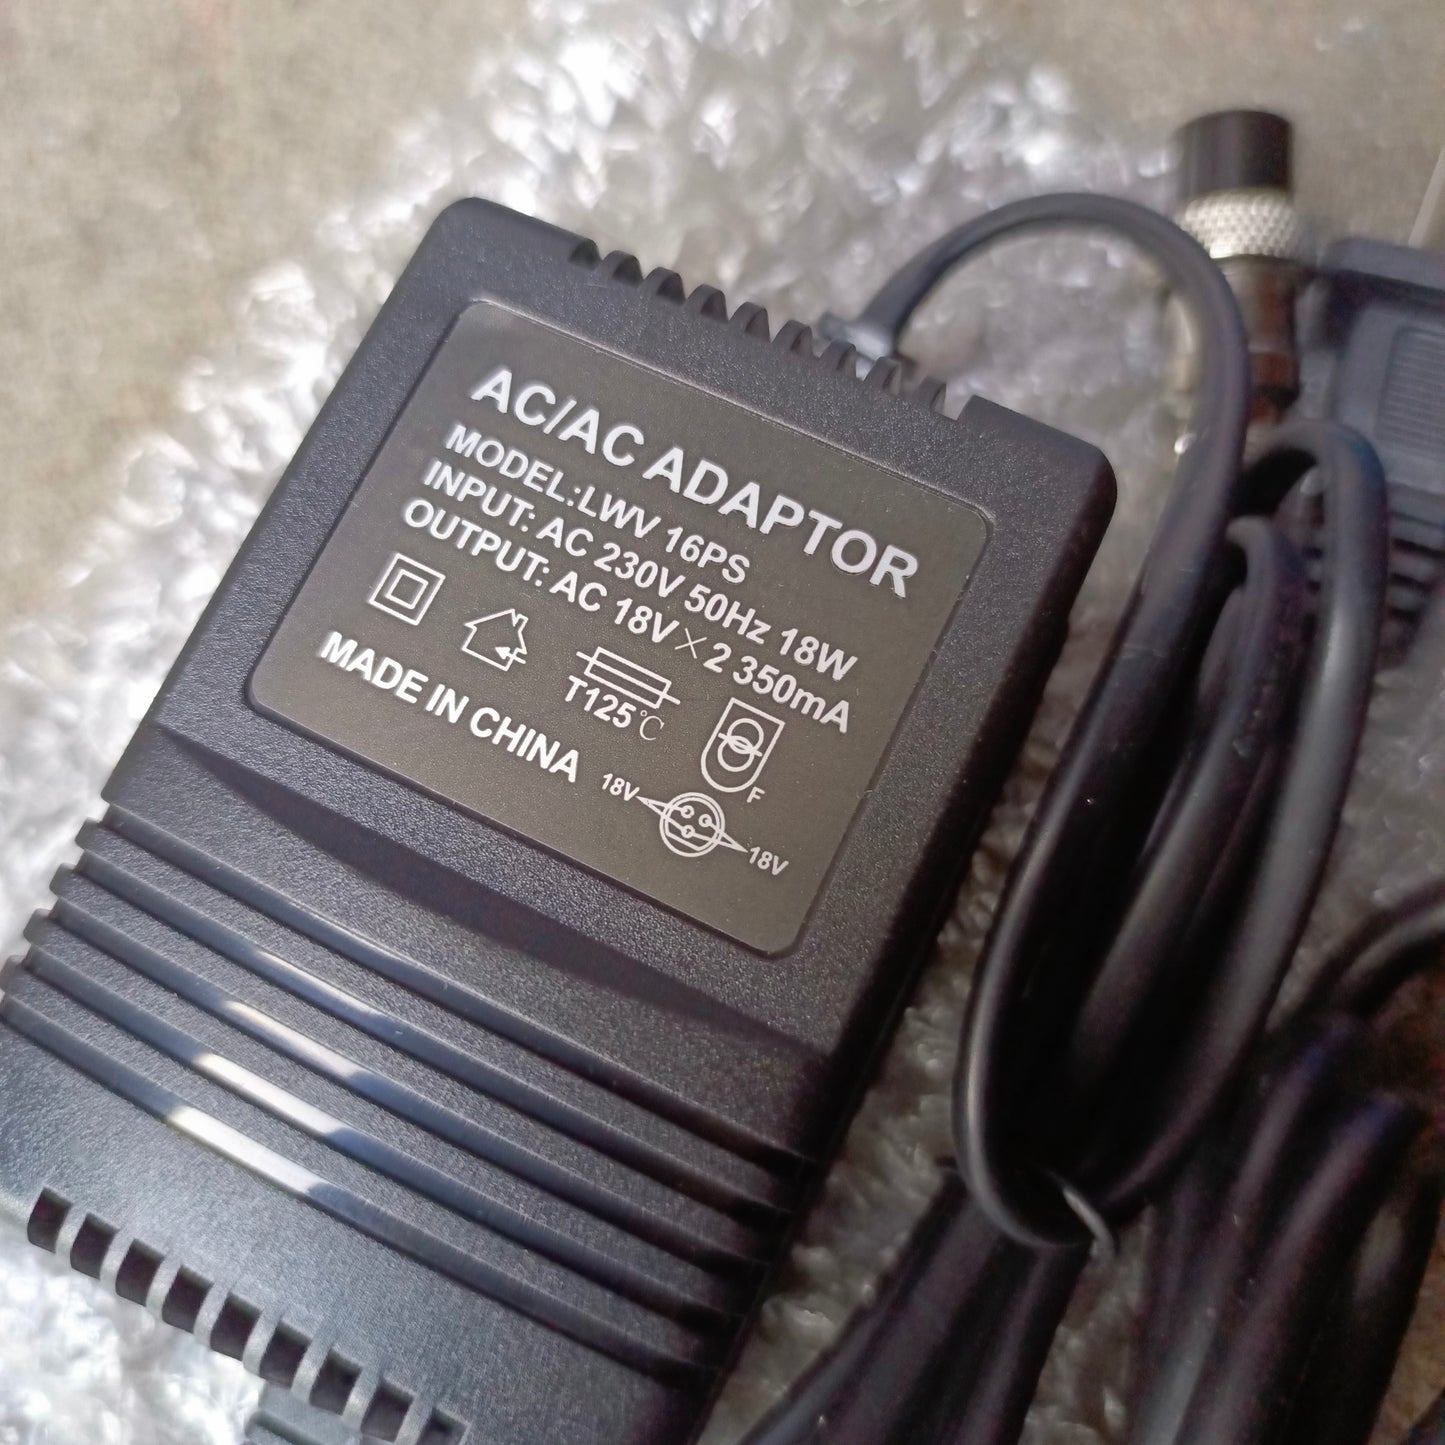 AC/AC ADAPTOR
MODEL:LWV 16PS
INPUT: AC 230V 50Hz 18W
OUTPUT: AC 18V×2 350mA
T125℃
F
MADE IN CHINA
18V
18V